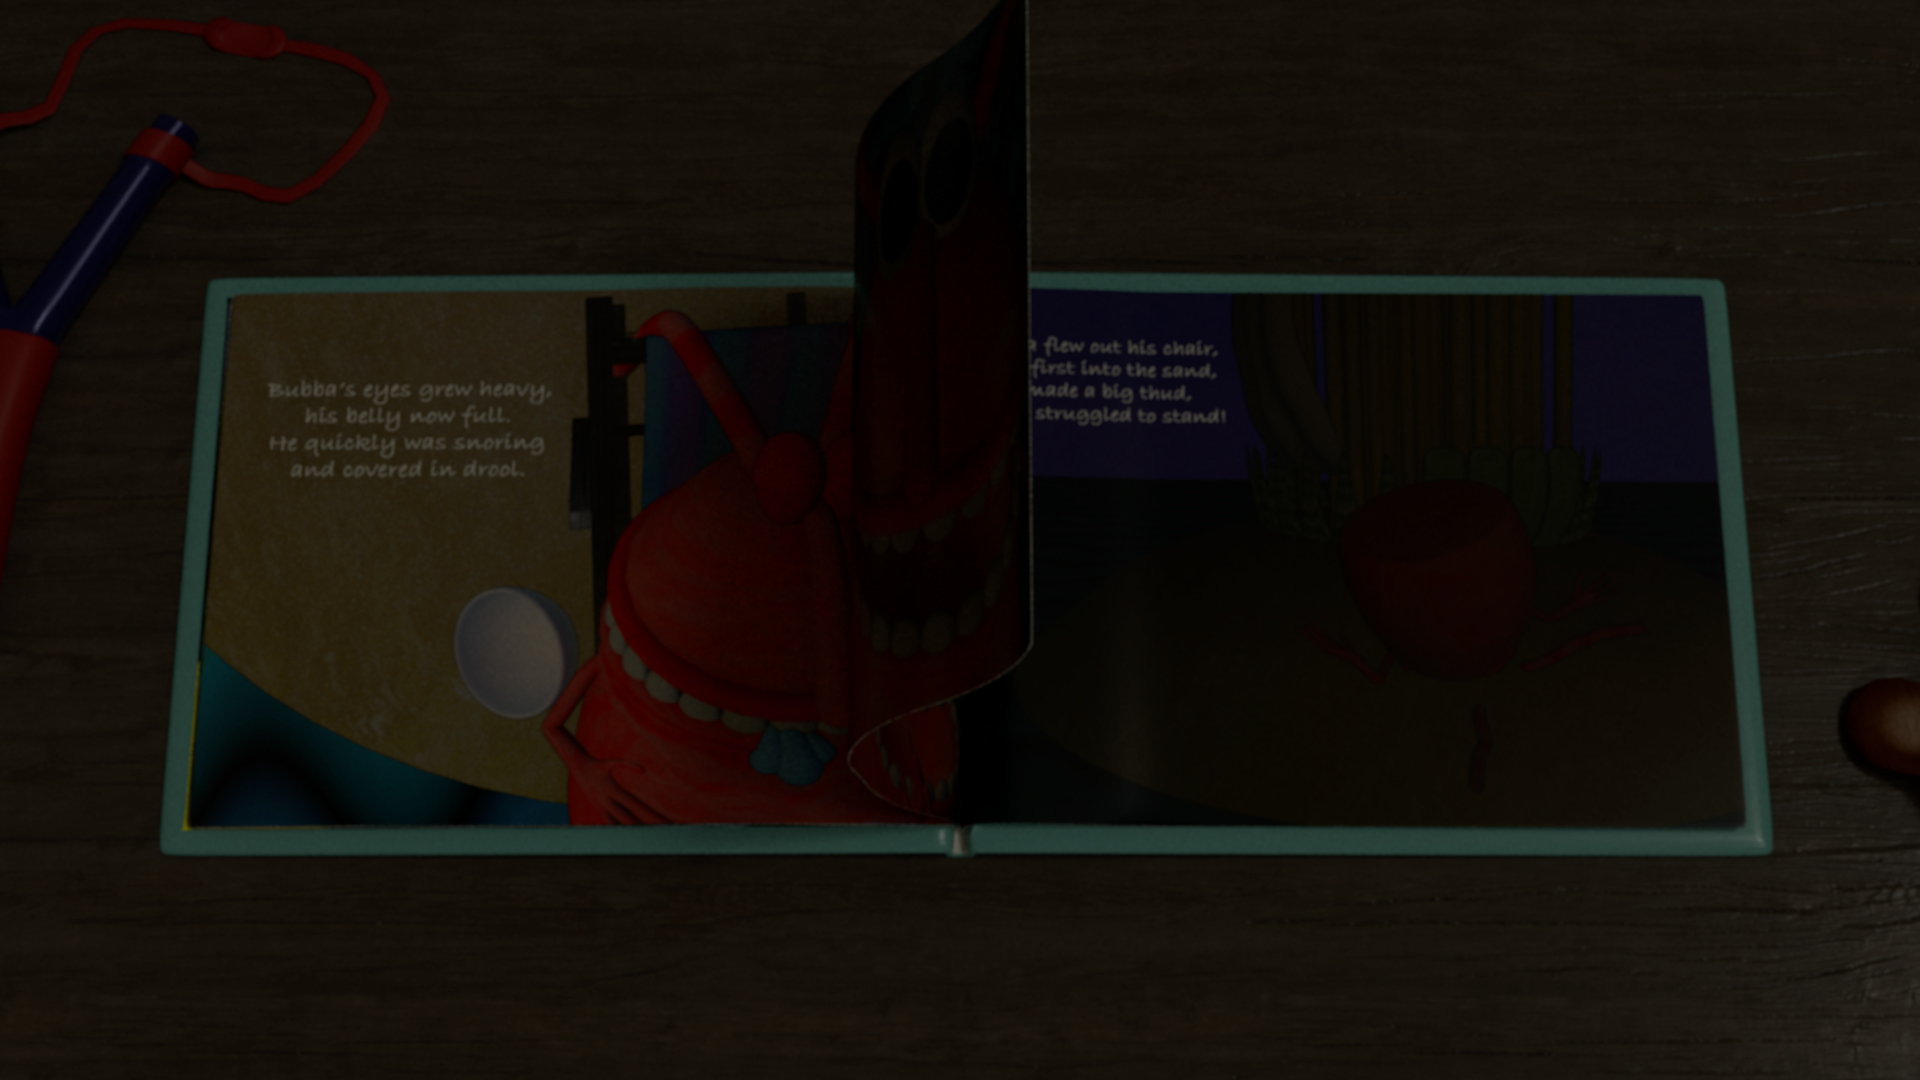 Bubba's eyes grew heavy,
his belly now full.
He quickly was snoring
and covered in drool.
flew out his chair,
first into the sand,
made a big thud,
struggled to stand!